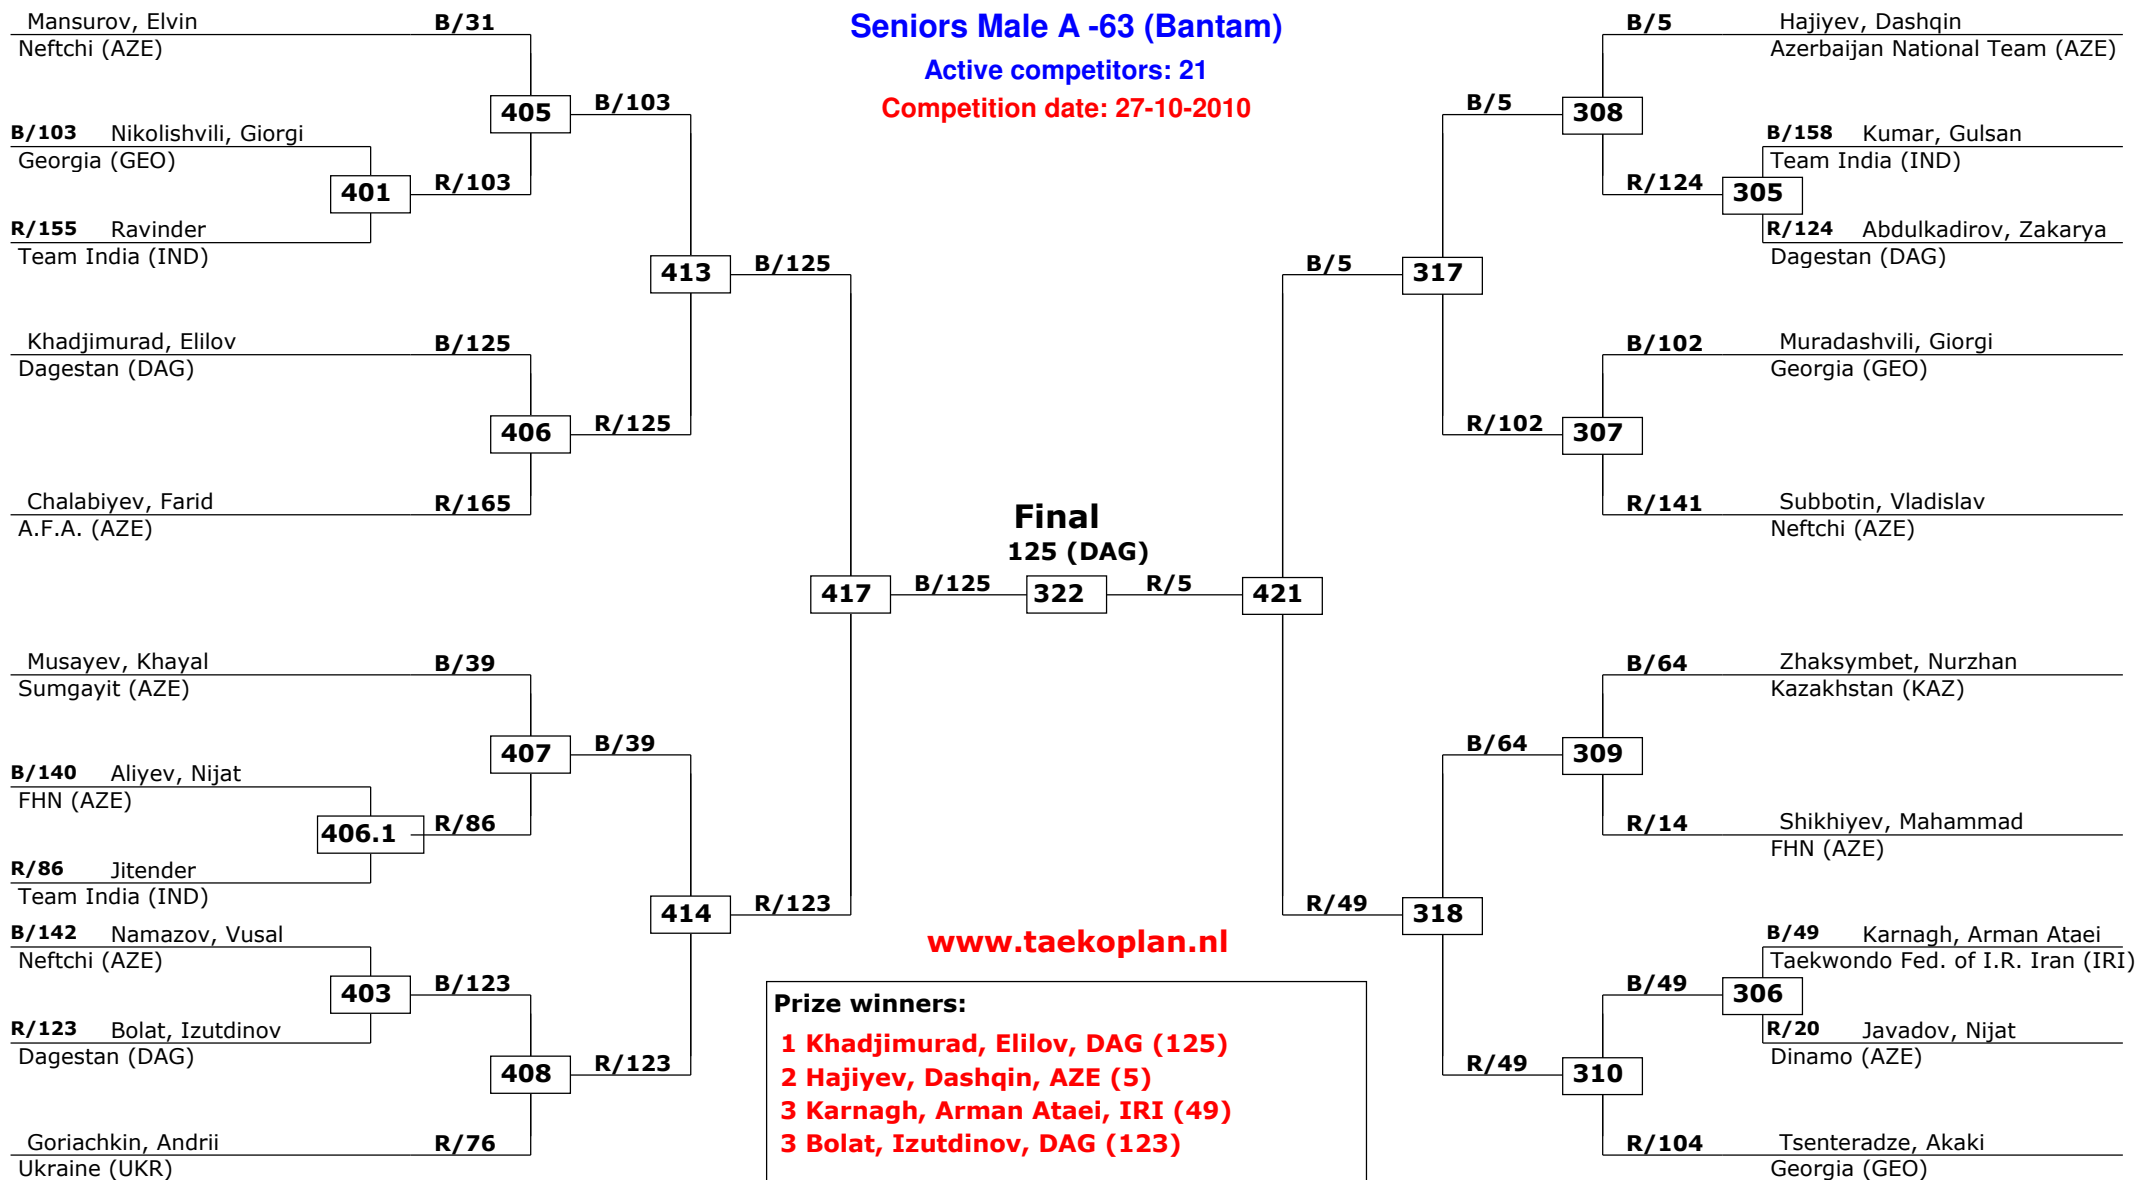 Seniors Male A -63 (Bantam)
Active competitors: 21
Competition date: 27-10-2010
Mansurov, Elvin B/31
Neftchi (AZE)
405 B/103
B/103 Nikolishvili, Giorgi
Georgia (GEO)
401 R/103
R/155 Ravinder
Team India (IND)
413 B/125
Khadjimurad, Elilov B/125
Dagestan (DAG)
406 R/125
Chalabiyev, Farid R/165
A.F.A. (AZE)
417 B/125
Musayev, Khayal B/39
Sumgayit (AZE)
407 B/39
B/140 Aliyev, Nijat
FHN (AZE)
406.1 R/86
R/86 Jitender
Team India (IND)
414 R/123
B/142 Namazov, Vusal
Neftchi (AZE)
403 B/123
R/123 Bolat, Izutdinov
Dagestan (DAG)
408 R/123
Goriachkin, Andrii R/76
Ukraine (UKR)
Final
125 (DAG)
322
R/5 421
B/5 Hajiyev, Dashqin
Azerbaijan National Team (AZE)
B/5 308
B/158 Kumar, Gulsan
Team India (IND)
R/124 305
R/124 Abdulkadirov, Zakarya
Dagestan (DAG)
B/5 317
B/102 Muradashvili, Giorgi
Georgia (GEO)
R/102 307
R/141 Subbotin, Vladislav
Neftchi (AZE)
B/64 Zhaksymbet, Nurzhan
Kazakhstan (KAZ)
B/64 309
R/14 Shikhiyev, Mahammad
FHN (AZE)
R/49 318
B/49 Karnagh, Arman Ataei
Taekwondo Fed. of I.R. Iran (IRI)
B/49 306
R/20 Javadov, Nijat
Dinamo (AZE)
R/49 310
R/104 Tsenteradze, Akaki
Georgia (GEO)
www.taekoplan.nl
Prize winners:
1 Khadjimurad, Elilov, DAG (125)
2 Hajiyev, Dashqin, AZE (5)
3 Karnagh, Arman Ataei, IRI (49)
3 Bolat, Izutdinov, DAG (123)